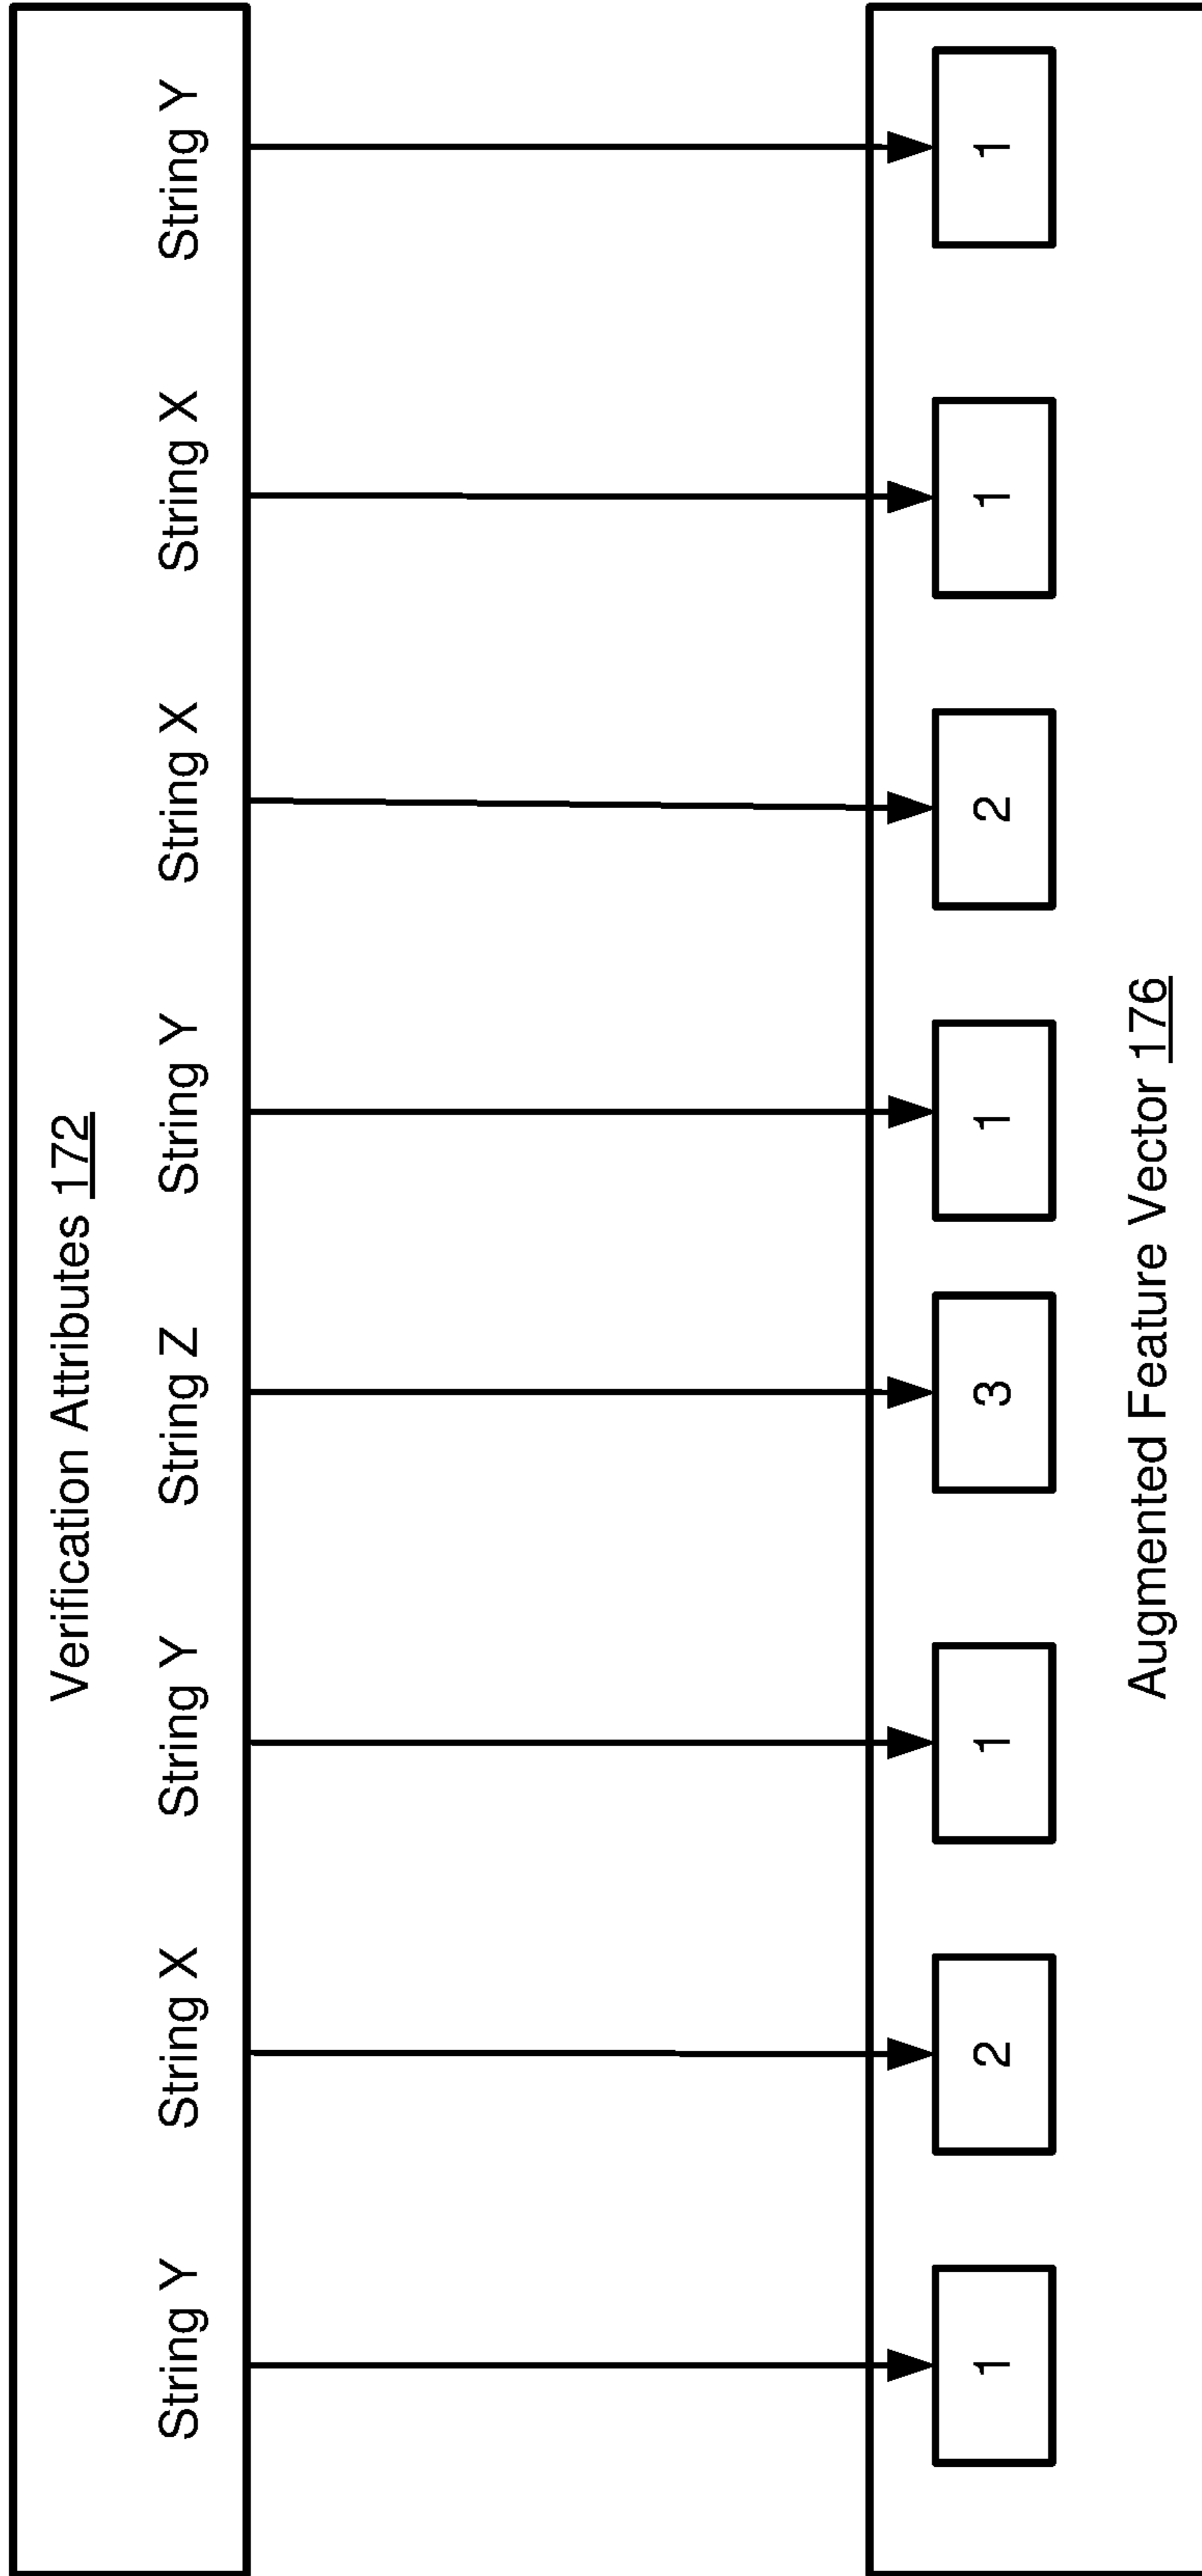 Verification Attributes 172
String Y String X String Y String Z String Y String X String X String Y
1 2 1 3 1 2 1 1
Augmented Feature Vector 176